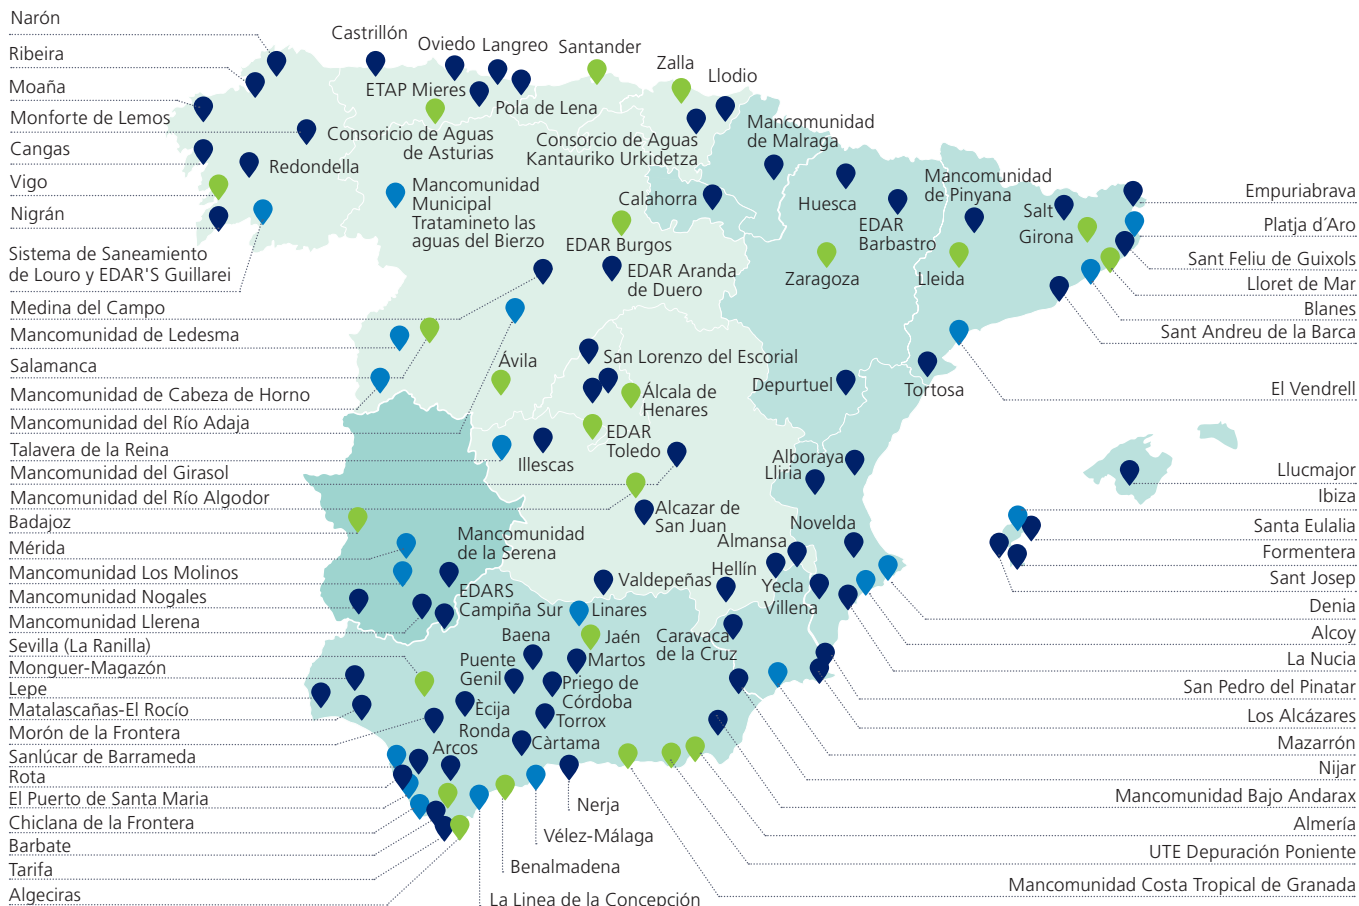 Narón
Ribeira
Moaña
Monforte de Lemos
Cangas
Vigo
Nigrán
Sistema de Saneamiento
de Louro y EDAR'S Guillarei
Medina del Campo
Mancomunidad de Ledesma
Salamanca
Mancomunidad de Cabeza de Horno
Mancomunidad del Río Adaja
Talavera de la Reina
Mancomunidad del Girasol
Mancomunidad del Río Algodor
Badajoz
Mérida
Mancomunidad Los Molinos
Mancomunidad Nogales
Mancomunidad Llerena
Sevilla (La Ranilla)
Monguer-Magazón
Lepe
Matalascañas-El Rocío
Morón de la Frontera
Sanlúcar de Barrameda
Rota
El Puerto de Santa Maria
Chiclana de la Frontera
Barbate
Tarifa
Algeciras
Castrillón
Oviedo
Langreo
Santander
Zalla
Llodio
ETAP Mieres
Pola de Lena
Consoricio de Aguas
de Asturias
Consorcio de Aguas
Kantauriko Urkidetza
Mancomunidad
de Malraga
Redondella
Mancomunidad
Municipal
Tratamineto las
aguas del Bierzo
Calahorra
Huesca
EDAR
Barbastro
Mancomunidad
de Pinyana
Salt
Girona
EDAR Burgos
EDAR Aranda
de Duero
Zaragoza
Lleida
Ávila
San Lorenzo del Escorial
Álcala de
Henares
Depurtuel
Tortosa
EDAR
Toledo
Illescas
Alboraya
Lliria
Alcazar de
San Juan
Novelda
Almansa
Mancomunidad
de la Serena
Hellín
Yecla
Villena
Valdepeñas
EDARS
Campiña Sur
Linares
Baena
Jaén
Caravaca
de la Cruz
Puente
Genil
Martos
Priego de
Córdoba
Ècija
Torrox
Ronda
Càrtama
Arcos
Nerja
Vélez-Málaga
Benalmadena
La Linea de la Concepción
Empuriabrava
Platja d´Aro
Sant Feliu de Guixols
Lloret de Mar
Blanes
Sant Andreu de la Barca
El Vendrell
Llucmajor
Ibiza
Santa Eulalia
Formentera
Sant Josep
Denia
Alcoy
La Nucia
San Pedro del Pinatar
Los Alcázares
Mazarrón
Nijar
Mancomunidad Bajo Andarax
Almería
UTE Depuración Poniente
Mancomunidad Costa Tropical de Granada